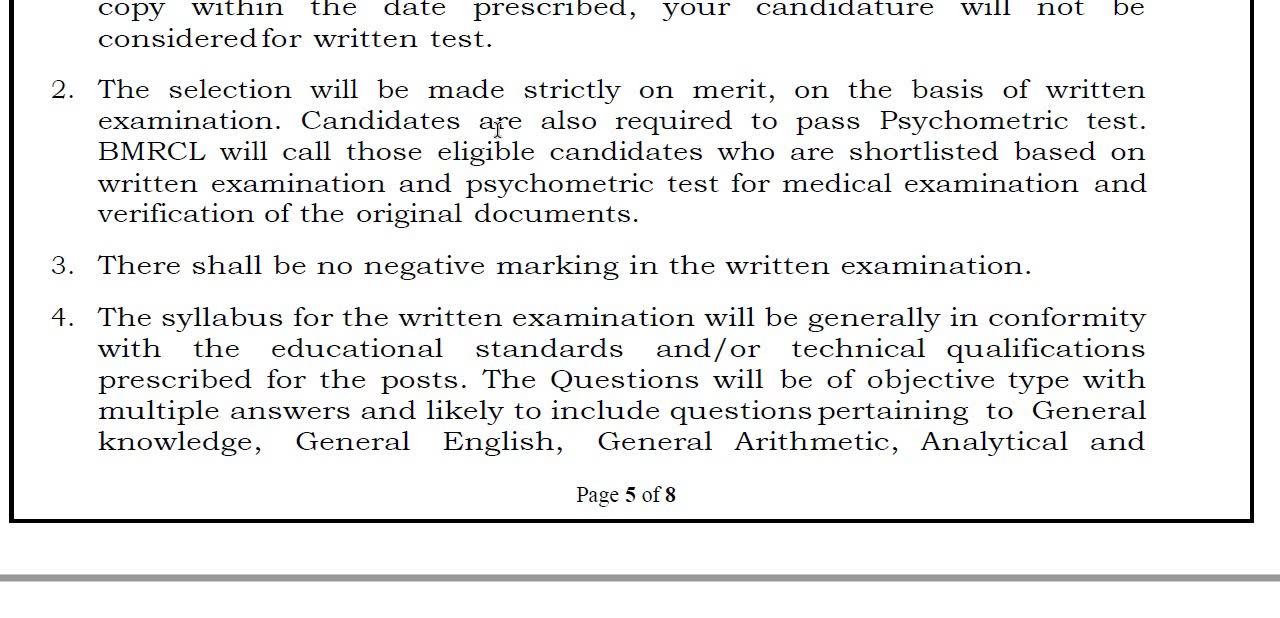 copy within the date prescribed, your candidature will not be
considered for written test.
2. The selection will be made strictly on merit, on the basis of written
examination. Candidates are also required to pass Psychometric test.
BMRCL will call those eligible candidates who are shortlisted based on
written examination and psychometric test for medical examination and
verification of the original documents.
3. There shall be no negative marking in the written examination.
4. The syllabus for the written examination will be generally in conformity
with the educational standards and/or technical qualifications
prescribed for the posts. The Questions will be of objective type with
multiple answers and likely to include questions pertaining to General
knowledge, General English, General Arithmetic, Analytical and
Page 5 of 8